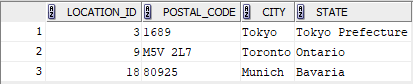 LOCATION_ID POSTAL_CODE CITY STATE
1 3 1689 Tokyo Tokyo Prefecture
2 9 M5V 2L7 Toronto Ontario
3 18 80925 Munich Bavaria